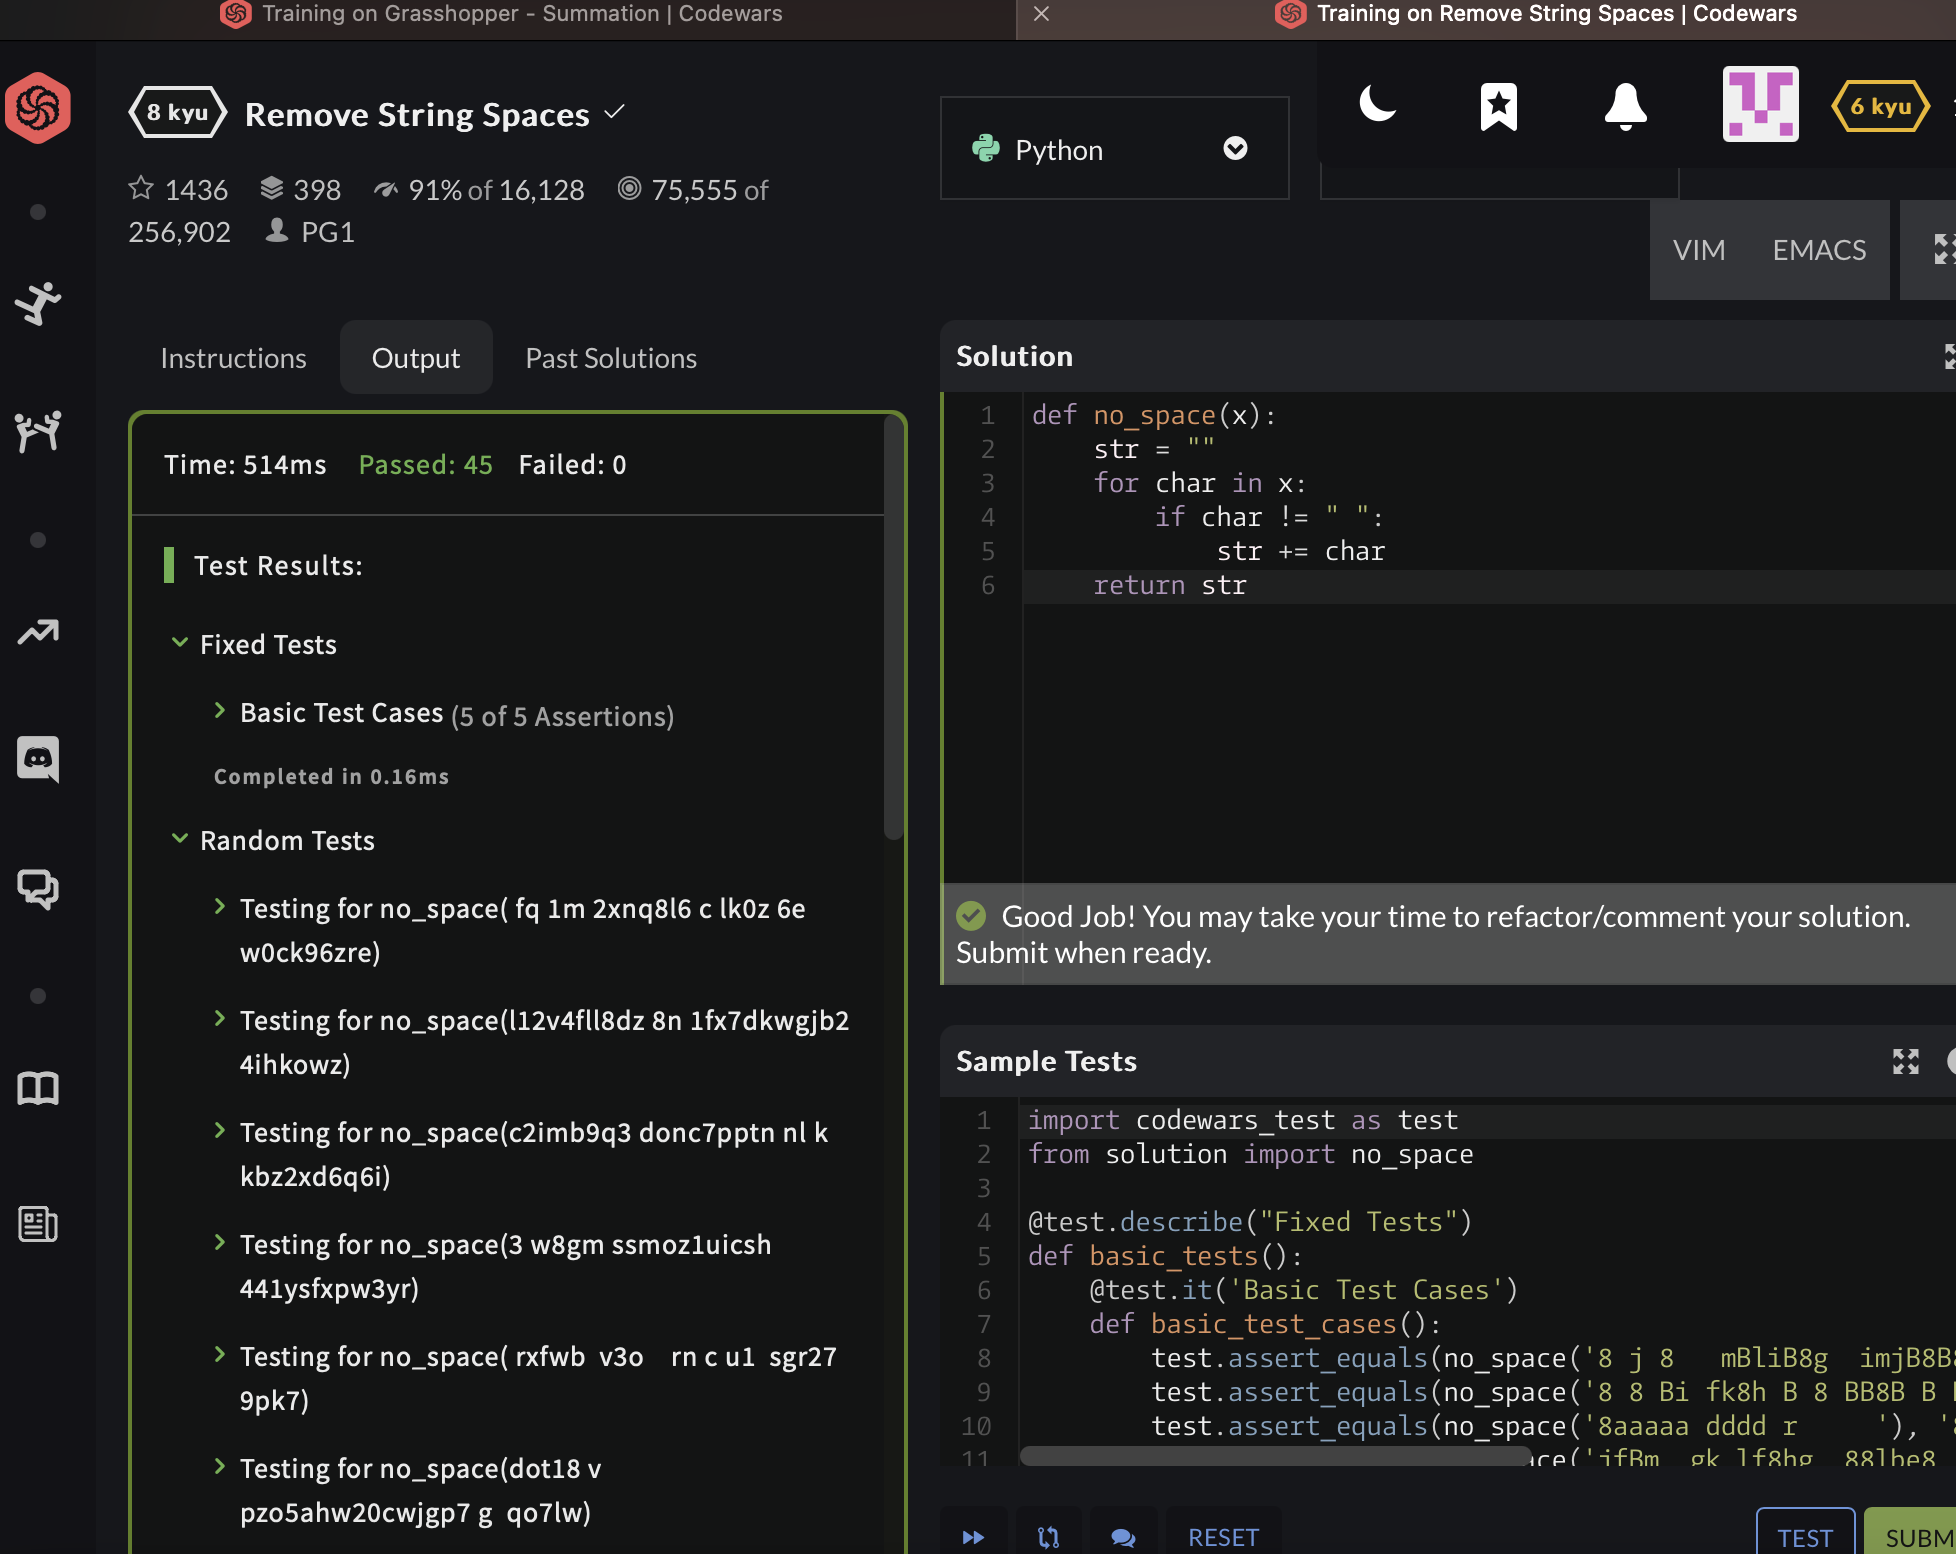 Training on Grasshopper - Summation | Codewars
Training on Remove String Spaces | Codewars
8 kyu
Remove String Spaces
1436 398 91% of 16,128 75,555 of
256,902 PG1
Python
6 kyu
VIM EMACS
Instructions Output Past Solutions
Time: 514ms Passed: 45 Failed: 0
Test Results:
Fixed Tests
Basic Test Cases (5 of 5 Assertions)
Completed in 0.16ms
Random Tests
Testing for no_space( fq 1m 2xnq8l6 c lk0z 6e
w0ck96zre)
Testing for no_space(l12v4fll8dz 8n 1fx7dkwgjb2
4ihkowz)
Testing for no_space(c2imb9q3 donc7pptn nl k
kbz2xd6q6i)
Testing for no_space(3 w8gm ssmoz1uicsh
441ysfxpw3yr)
Testing for no_space( rxfwb  v3o    rn c u1  sgr27
9pk7)
Testing for no_space(dot18 v
pzo5ahw20cwjgp7 g  qo7lw)
Solution
1 def no_space(x):
2     str = ""
3     for char in x:
4         if char != " ":
5             str += char
6     return str
Good Job! You may take your time to refactor/comment your solution.
Submit when ready.
Sample Tests
1 import codewars_test as test
2 from solution import no_space
3
4 @test.describe("Fixed Tests")
5 def basic_tests():
6     @test.it('Basic Test Cases')
7     def basic_test_cases():
8         test.assert_equals(no_space('8 j 8   mBliB8g  imjB8B8
9         test.assert_equals(no_space('8 8 Bi fk8h B 8 BB8B B
10         test.assert_equals(no_space('8aaaaa dddd r     '), '8
11 ace('jfBm  gk lf8hg  88lbe8
RESET TEST SUBM